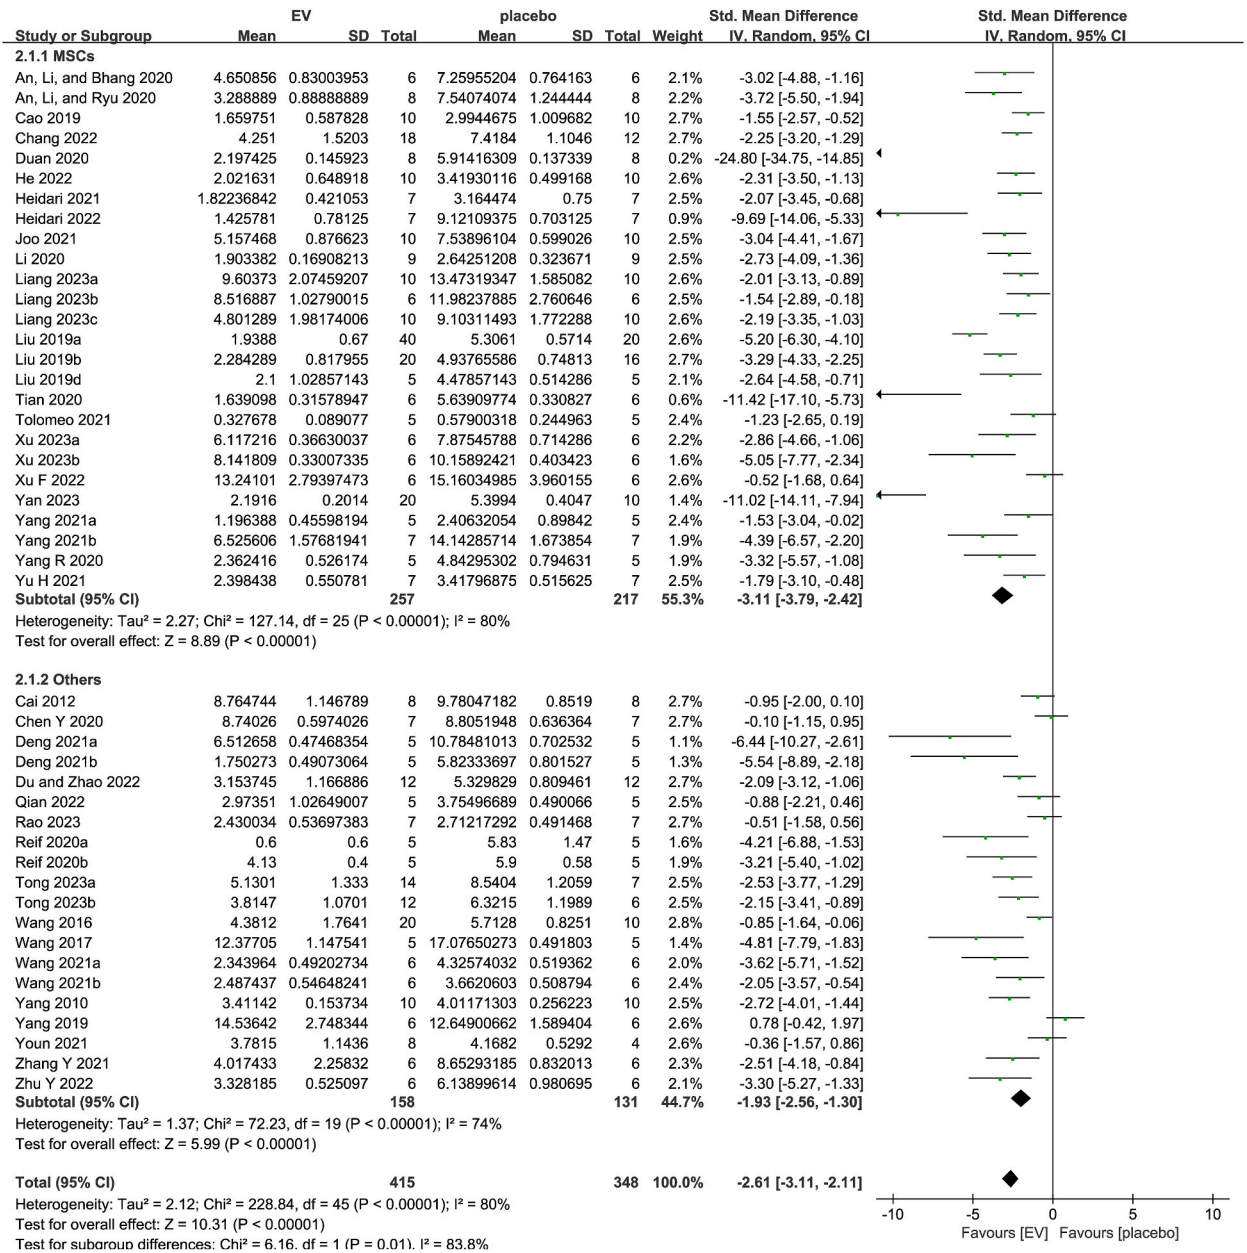 EV placebo Std. Mean Difference Std. Mean Difference
Study or Subgroup Mean SD Total Mean SD Total Weight IV, Random, 95% CI IV, Random, 95% CI
2.1.1 MSCs
An, Li, and Bhang 2020 4.650856 0.83003953 6 7.25955204 0.764163 6 2.1% -3.02 [-4.88, -1.16]
An, Li, and Ryu 2020 3.288889 0.88888889 8 7.54074074 1.244444 8 2.2% -3.72 [-5.50, -1.94]
Cao 2019 1.659751 0.587828 10 2.9944675 1.009682 10 2.7% -1.55 [-2.57, -0.52]
Chang 2022 4.251 1.5203 18 7.4184 1.1046 12 2.7% -2.25 [-3.20, -1.29]
Duan 2020 2.197425 0.145923 8 5.91416309 0.137339 8 0.2% -24.80 [-34.75, -14.85]
He 2022 2.021631 0.648918 10 3.41930116 0.499168 10 2.6% -2.31 [-3.50, -1.13]
Heidari 2021 1.82236842 0.421053 7 3.164474 0.75 7 2.5% -2.07 [-3.45, -0.68]
Heidari 2022 1.425781 0.78125 7 9.12109375 0.703125 7 0.9% -9.69 [-14.06, -5.33]
Joo 2021 5.157468 0.876623 10 7.53896104 0.599026 10 2.5% -3.04 [-4.41, -1.67]
Li 2020 1.903382 0.16908213 9 2.64251208 0.323671 9 2.5% -2.73 [-4.09, -1.36]
Liang 2023a 9.60373 2.07459207 10 13.47319347 1.585082 10 2.6% -2.01 [-3.13, -0.89]
Liang 2023b 8.516887 1.02790015 6 11.98237885 2.760646 6 2.5% -1.54 [-2.89, -0.18]
Liang 2023c 4.801289 1.98174006 10 9.10311493 1.772288 10 2.6% -2.19 [-3.35, -1.03]
Liu 2019a 1.9388 0.67 40 5.3061 0.5714 20 2.6% -5.20 [-6.30, -4.10]
Liu 2019b 2.284289 0.817955 20 4.93765586 0.74813 16 2.7% -3.29 [-4.33, -2.25]
Liu 2019d 2.1 1.02857143 5 4.47857143 0.514286 5 2.1% -2.64 [-4.58, -0.71]
Tian 2020 1.639098 0.31578947 6 5.63909774 0.330827 6 0.6% -11.42 [-17.10, -5.73]
Tolomeo 2021 0.327678 0.089077 5 0.57900318 0.244963 5 2.4% -1.23 [-2.65, 0.19]
Xu 2023a 6.117216 0.36630037 6 7.87545788 0.714286 6 2.2% -2.86 [-4.66, -1.06]
Xu 2023b 8.141809 0.33007335 6 10.15892421 0.403423 6 1.6% -5.05 [-7.77, -2.34]
Xu F 2022 13.24101 2.79397473 6 15.16034985 3.960155 6 2.6% -0.52 [-1.68, 0.64]
Yan 2023 2.1916 0.2014 20 5.3994 0.4047 10 1.4% -11.02 [-14.11, -7.94]
Yang 2021a 1.196388 0.45598194 5 2.40632054 0.89842 5 2.4% -1.53 [-3.04, -0.02]
Yang 2021b 6.525606 1.57681941 7 14.14285714 1.673854 7 2.0% -4.39 [-6.57, -2.20]
Yang R 2020 2.362416 0.526174 5 4.84295302 0.794631 5 1.9% -3.32 [-5.57, -1.08]
Yu H 2021 2.398438 0.550781 7 3.41796875 0.515625 7 2.5% -1.79 [-3.10, -0.48]
Subtotal (95% CI) 257 217 55.3% -3.11 [-3.79, -2.42]
Heterogeneity: Tau² = 2.27; Chi² = 127.14, df = 25 (P < 0.00001); I² = 80%
Test for overall effect: Z = 8.89 (P < 0.00001)
2.1.2 Others
Cai 2012 8.764744 1.146789 8 9.78047182 0.8519 8 2.7% -0.95 [-2.00, 0.10]
Chen Y 2020 8.74026 0.5974026 7 8.8051948 0.636364 7 2.7% -0.10 [-1.15, 0.95]
Deng 2021a 6.512658 0.47468354 5 10.78481013 0.702532 5 1.1% -6.44 [-10.27, -2.61]
Deng 2021b 1.750273 0.49073064 5 5.82333697 0.801527 5 1.3% -5.54 [-8.89, -2.18]
Du and Zhao 2022 3.153745 1.166886 12 5.329829 0.809461 12 2.7% -2.09 [-3.12, -1.06]
Qian 2022 2.97351 1.02649007 5 3.75496689 0.490066 5 2.5% -0.88 [-2.21, 0.46]
Rao 2023 2.430034 0.53697383 7 2.71217292 0.491468 7 2.7% -0.51 [-1.58, 0.56]
Reif 2020a 0.6 0.6 5 5.83 1.47 5 1.6% -4.21 [-6.88, -1.53]
Reif 2020b 4.13 0.4 5 5.9 0.58 5 1.9% -3.21 [-5.40, -1.02]
Tong 2023a 5.1301 1.333 14 8.5404 1.2059 7 2.5% -2.53 [-3.77, -1.29]
Tong 2023b 3.8147 1.0701 12 6.3215 1.1989 6 2.5% -2.15 [-3.41, -0.89]
Wang 2016 4.3812 1.7641 20 5.7128 0.8251 10 2.8% -0.85 [-1.64, -0.06]
Wang 2017 12.37705 1.147541 5 17.07650273 0.491803 5 1.4% -4.81 [-7.79, -1.83]
Wang 2021a 2.343964 0.49202734 6 4.32574032 0.519362 6 2.0% -3.62 [-5.71, -1.52]
Wang 2021b 2.487437 0.54648241 6 3.6620603 0.508794 6 2.4% -2.05 [-3.57, -0.54]
Yang 2010 3.41142 0.153734 10 4.01171303 0.256223 10 2.5% -2.72 [-4.01, -1.44]
Yang 2019 14.53642 2.748344 6 12.64900662 1.589404 6 2.6% 0.78 [-0.42, 1.97]
Youn 2021 3.7815 1.1436 8 4.1682 0.5292 4 2.6% -0.36 [-1.57, 0.86]
Zhang Y 2021 4.017433 2.25832 6 8.65293185 0.832013 6 2.3% -2.51 [-4.18, -0.84]
Zhu Y 2022 3.328185 0.525097 6 6.13899614 0.980695 6 2.1% -3.30 [-5.27, -1.33]
Subtotal (95% CI) 158 131 44.7% -1.93 [-2.56, -1.30]
Heterogeneity: Tau² = 1.37; Chi² = 72.23, df = 19 (P < 0.00001); I² = 74%
Test for overall effect: Z = 5.99 (P < 0.00001)
Total (95% CI) 415 348 100.0% -2.61 [-3.11, -2.11]
Heterogeneity: Tau² = 2.12; Chi² = 228.84, df = 45 (P < 0.00001); I² = 80%
-10 -5 0 5 10
Test for overall effect: Z = 10.31 (P < 0.00001)
Favours [EV] Favours [placebo]
Test for subgroup differences: Chi² = 6.16, df = 1 (P = 0.01), I² = 83.8%